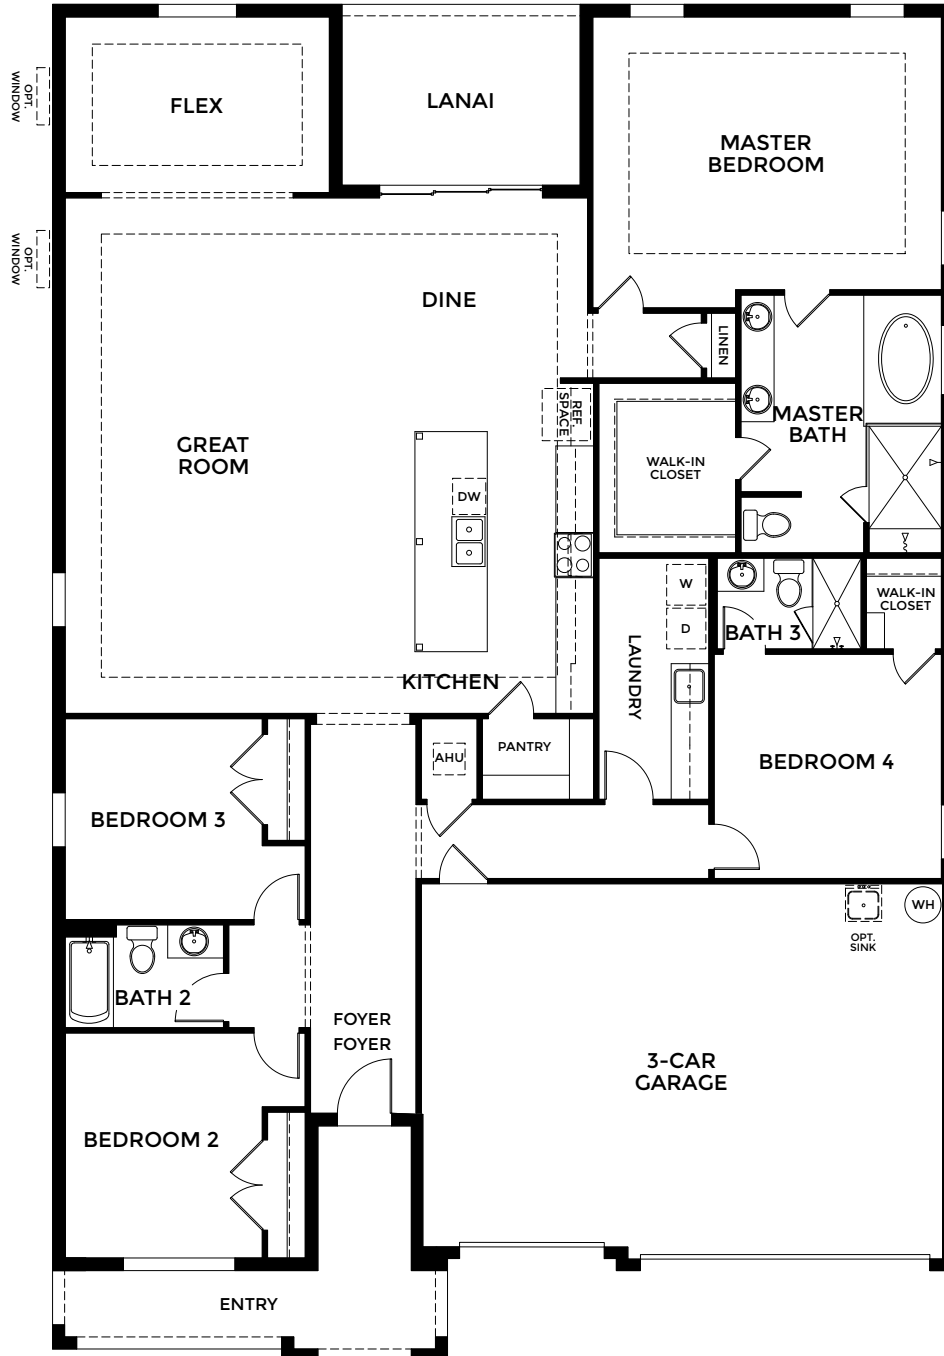 FLEX
LANAI
MASTER
BEDROOM
OPT.
WINDOW
OPT.
WINDOW
DINE
LINEN
REF.
SPACE
MASTER
BATH
GREAT
ROOM
WALK-IN
CLOSET
DW
W
D
BATH 3
WALK-IN
CLOSET
LAUNDRY
KITCHEN
PANTRY
AHU
BEDROOM 4
BEDROOM 3
WH
OPT.
SINK
BATH 2
FOYER
FOYER
3-CAR
GARAGE
BEDROOM 2
ENTRY